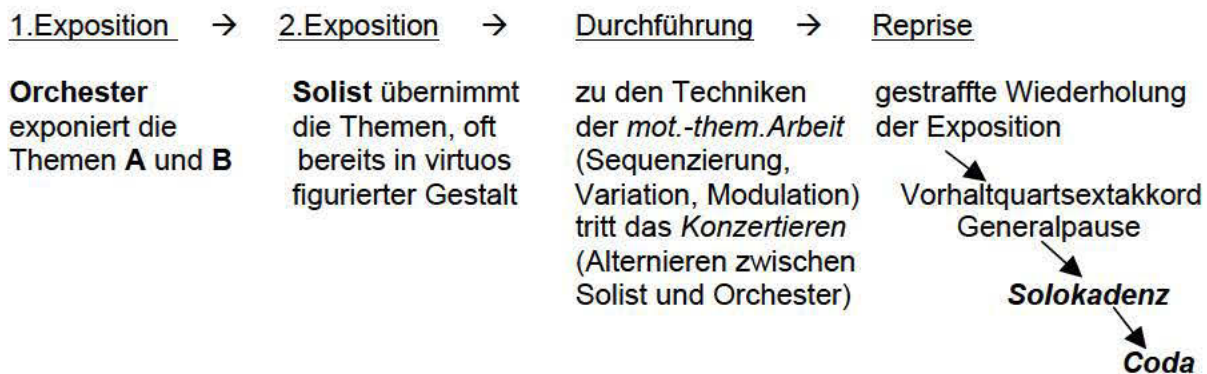 1.Exposition → 2.Exposition → Durchführung → Reprise
Orchester
exponiert die
Themen A und B
Solist übernimmt
die Themen, oft
bereits in virtuos
figurierter Gestalt
zu den Techniken
der mot.-them.Arbeit
(Sequenzierung,
Variation, Modulation)
tritt das Konzertieren
(Alternieren zwischen
Solist und Orchester)
gestraffte Wiederholung
der Exposition
Vorhaltquartsextakkord
Generalpause
Solokadenz
Coda